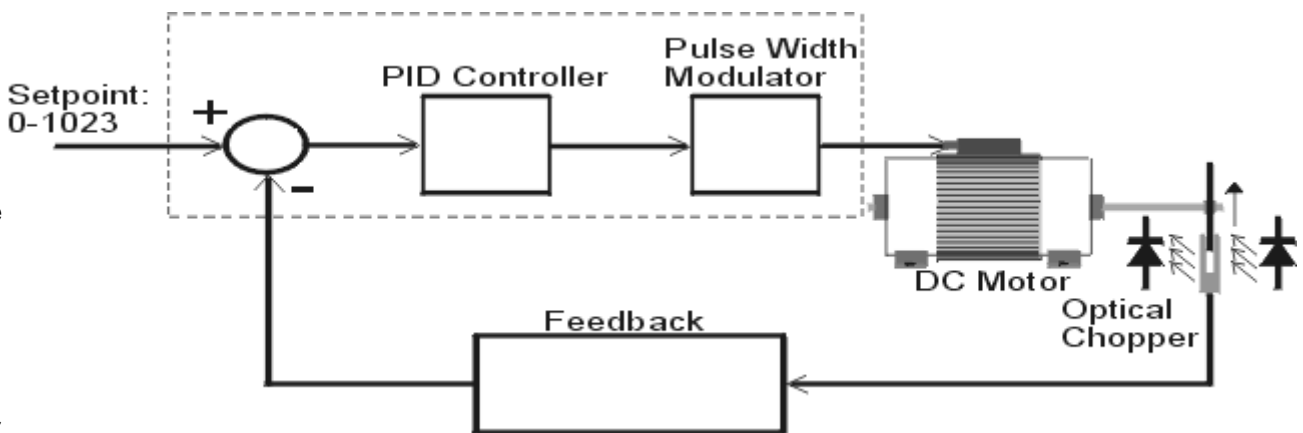 Setpoint:
0-1023
+
-
PID Controller
Pulse Width
Modulator
DC Motor
Optical
Chopper
Feedback